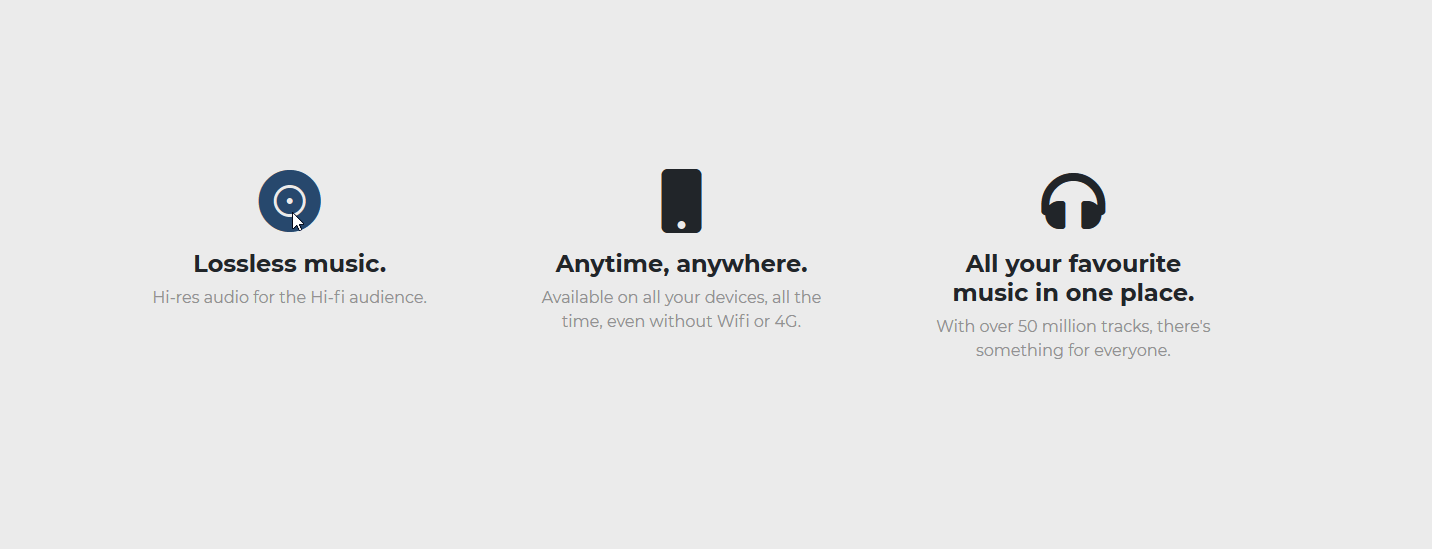 Lossless music.
Hi-res audio for the Hi-fi audience.
Anytime, anywhere.
Available on all your devices, all the
time, even without Wifi or 4G.
All your favourite
music in one place.
With over 50 million tracks, there's
something for everyone.